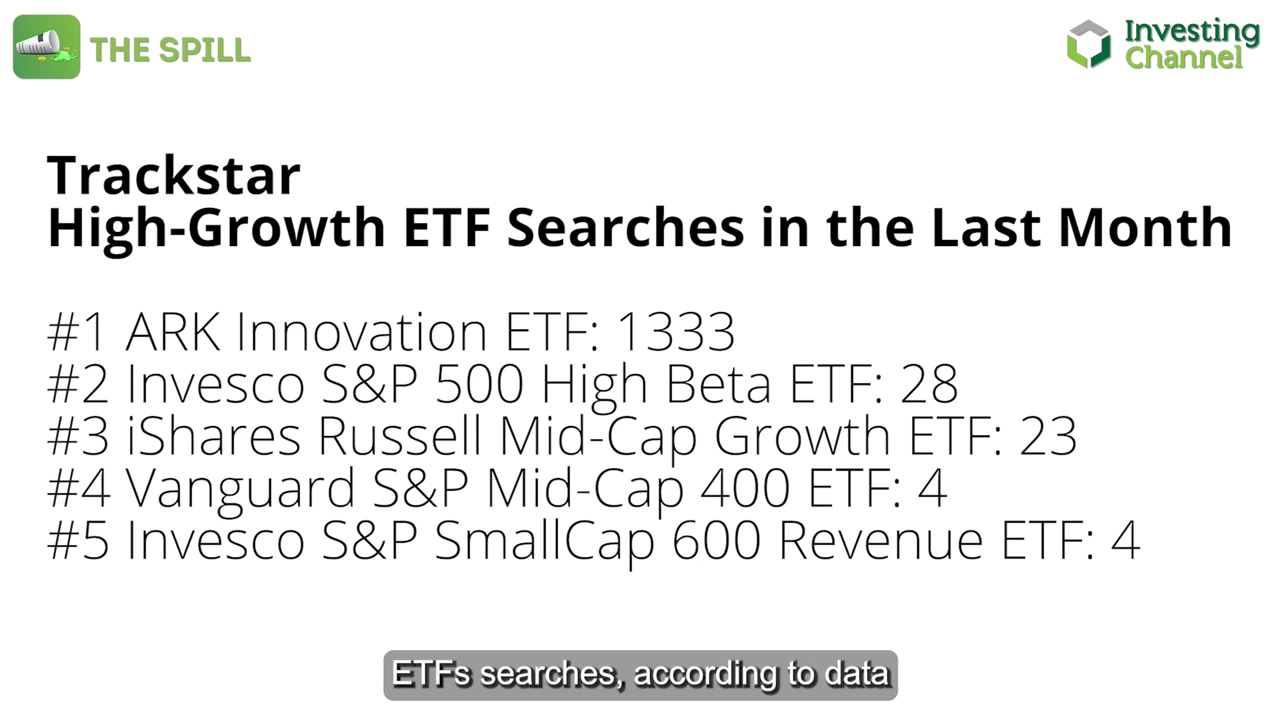 THE SPILL
Investing
Channel
Trackstar
High-Growth ETF Searches in the Last Month
#1 ARK Innovation ETF: 1333
#2 Invesco S&P 500 High Beta ETF: 28
#3 iShares Russell Mid-Cap Growth ETF: 23
#4 Vanguard S&P Mid-Cap 400 ETF: 4
#5 Invesco S&P SmallCap 600 Revenue ETF: 4
ETFs searches, according to data